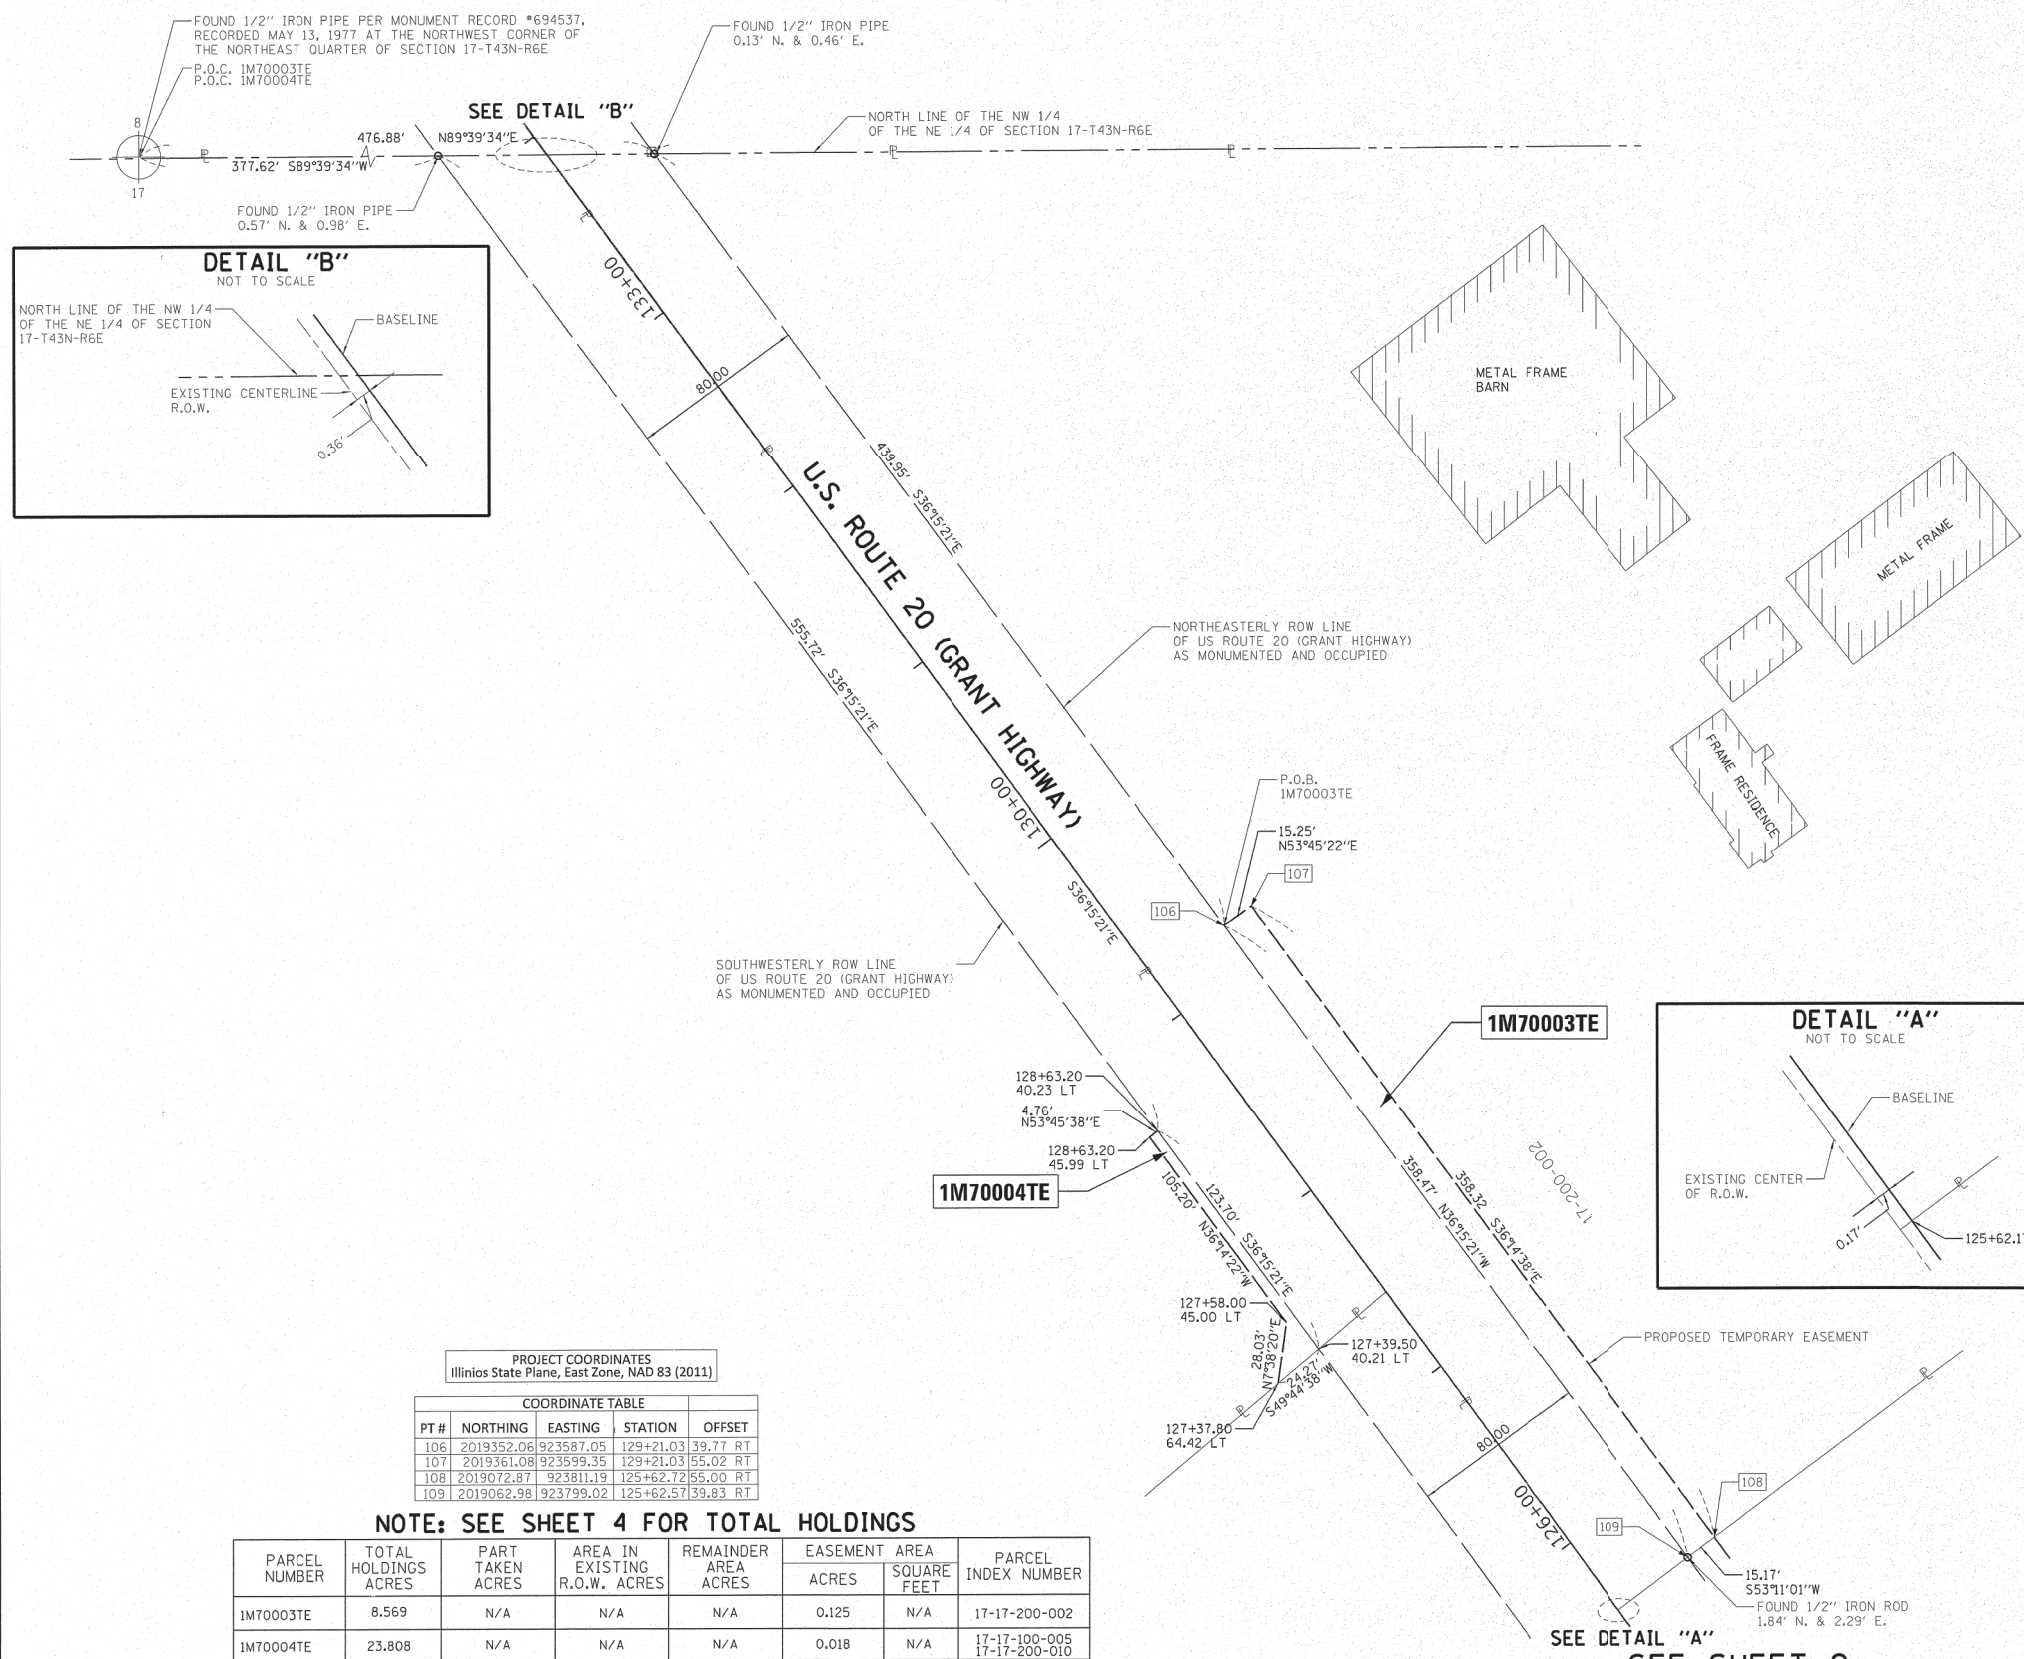 FOUND 1/2" IRON PIPE PER MONUMENT RECORD #694537,
RECORDED MAY 13, 1977 AT THE NORTHWEST CORNER OF
THE NORTHEAST QUARTER OF SECTION 17-T43N-R6E
P.O.C. 1M70003TE
P.O.C. 1M70004TE
FOUND 1/2" IRON PIPE
0.13' N. & 0.46' E.
SEE DETAIL "B"
NORTH LINE OF THE NW 1/4
OF THE NE 1/4 OF SECTION 17-T43N-R6E
8
17
476.88' N89°39'34"E
377.62' S89°39'34"W
FOUND 1/2" IRON PIPE
0.57' N. & 0.98' E.
DETAIL "B"
NOT TO SCALE
NORTH LINE OF THE NW 1/4
OF THE NE 1/4 OF SECTION
17-T43N-R6E
BASELINE
EXISTING CENTERLINE
R.O.W.
0.36'
133+00
80.00
439.95' S36°15'21"E
METAL FRAME
BARN
METAL FRAME
FRAME RESIDENCE
U.S. ROUTE 20 (GRANT HIGHWAY)
555.72' S36°15'21"E
NORTHEASTERLY ROW LINE
OF US ROUTE 20 (GRANT HIGHWAY)
AS MONUMENTED AND OCCUPIED
130+00
S36°15'21"E
P.O.B.
1M70003TE
15.25'
N53°45'22"E
107
106
SOUTHWESTERLY ROW LINE
OF US ROUTE 20 (GRANT HIGHWAY)
AS MONUMENTED AND OCCUPIED
1M70003TE
DETAIL "A"
NOT TO SCALE
BASELINE
EXISTING CENTER
OF R.O.W.
0.17'
125+62.1
128+63.20
40.23 LT
4.76'
N53°45'38"E
128+63.20
45.99 LT
1M70004TE
105.20' N36°14'22"W
123.70' S36°15'21"E
358.47' N36°15'21"W
358.32 S36°14'38"E
17-200-002
127+58.00
45.00 LT
28.03'
N7°38'20"E
24.27'
S49°44'38"W
127+39.50
40.21 LT
127+37.80
64.42 LT
PROPOSED TEMPORARY EASEMENT
80.00
126+00
108
109
15.17'
S53°11'01"W
FOUND 1/2" IRON ROD
1.84' N. & 2.29' E.
SEE DETAIL "A"
PROJECT COORDINATES
Illinios State Plane, East Zone, NAD 83 (2011)
COORDINATE TABLE
PT # NORTHING EASTING STATION OFFSET
106 2019352.06 923587.05 129+21.03 39.77 RT
107 2019361.08 923599.35 129+21.03 55.02 RT
108 2019072.87 923811.19 125+62.72 55.00 RT
109 2019062.98 923799.02 125+62.57 39.83 RT
NOTE: SEE SHEET 4 FOR TOTAL HOLDINGS
PARCEL NUMBER TOTAL HOLDINGS ACRES PART TAKEN ACRES AREA IN EXISTING R.O.W. ACRES REMAINDER AREA ACRES EASEMENT AREA ACRES SQUARE FEET PARCEL INDEX NUMBER
1M70003TE 8.569 N/A N/A N/A 0.125 N/A 17-17-200-002
1M70004TE 23.808 N/A N/A N/A 0.018 N/A 17-17-100-005
17-17-200-010